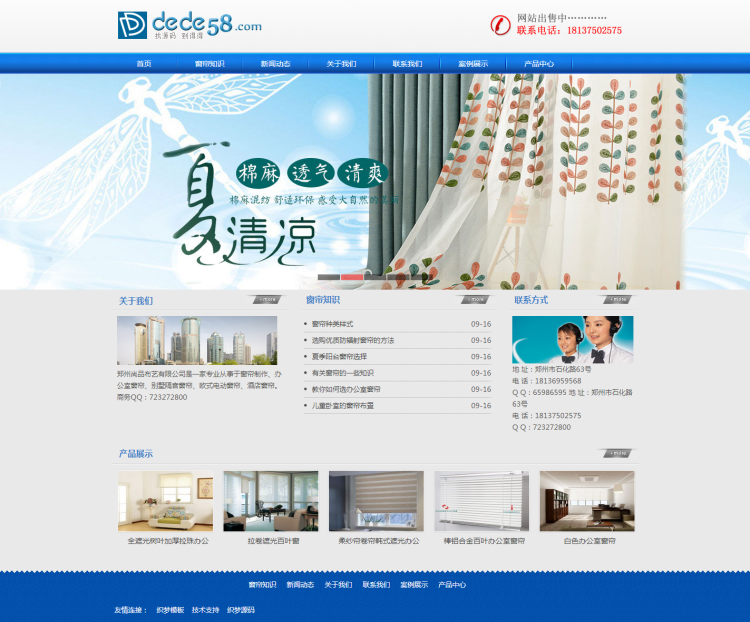 dede58.com
找源码 到得得
网站出售中…………
联系电话：18137502575
首页 窗帘知识 新闻动态 关于我们 联系我们 案例展示 产品中心
夏
棉麻 透气 清爽
棉麻混纺 舒适环保 感受大自然的
清凉
关于我们
+ more
郑州尚品布艺有限公司是一家专业从事于窗帘制作、办
公室窗帘、别墅隔音窗帘、欧式电动窗帘、酒店窗帘。
商务QQ：723272800
窗帘知识
+ more
窗帘种类样式 09-16
选购优质防辐射窗帘的方法 09-16
夏季阳台窗帘选择 09-16
有关窗帘的一些知识 09-16
教你如何选办公室窗帘 09-16
儿童卧室的窗帘布置 09-16
联系方式
+ more
地 址：郑州市石化路63号
电 话：18136959568
Q Q：65986595 地 址：郑州市石化路
63号
电 话：18137502575
Q Q：723272800
产品展示
+ more
全遮光树叶加厚拉珠办公
拉卷遮光百叶窗
柔纱帘卷帘韩式遮光办公
棒铝合金百叶办公室窗帘
白色办公室窗帘
窗帘知识 新闻动态 关于我们 联系我们 案例展示 产品中心
友情连接： 织梦模板 技术支持 织梦源码